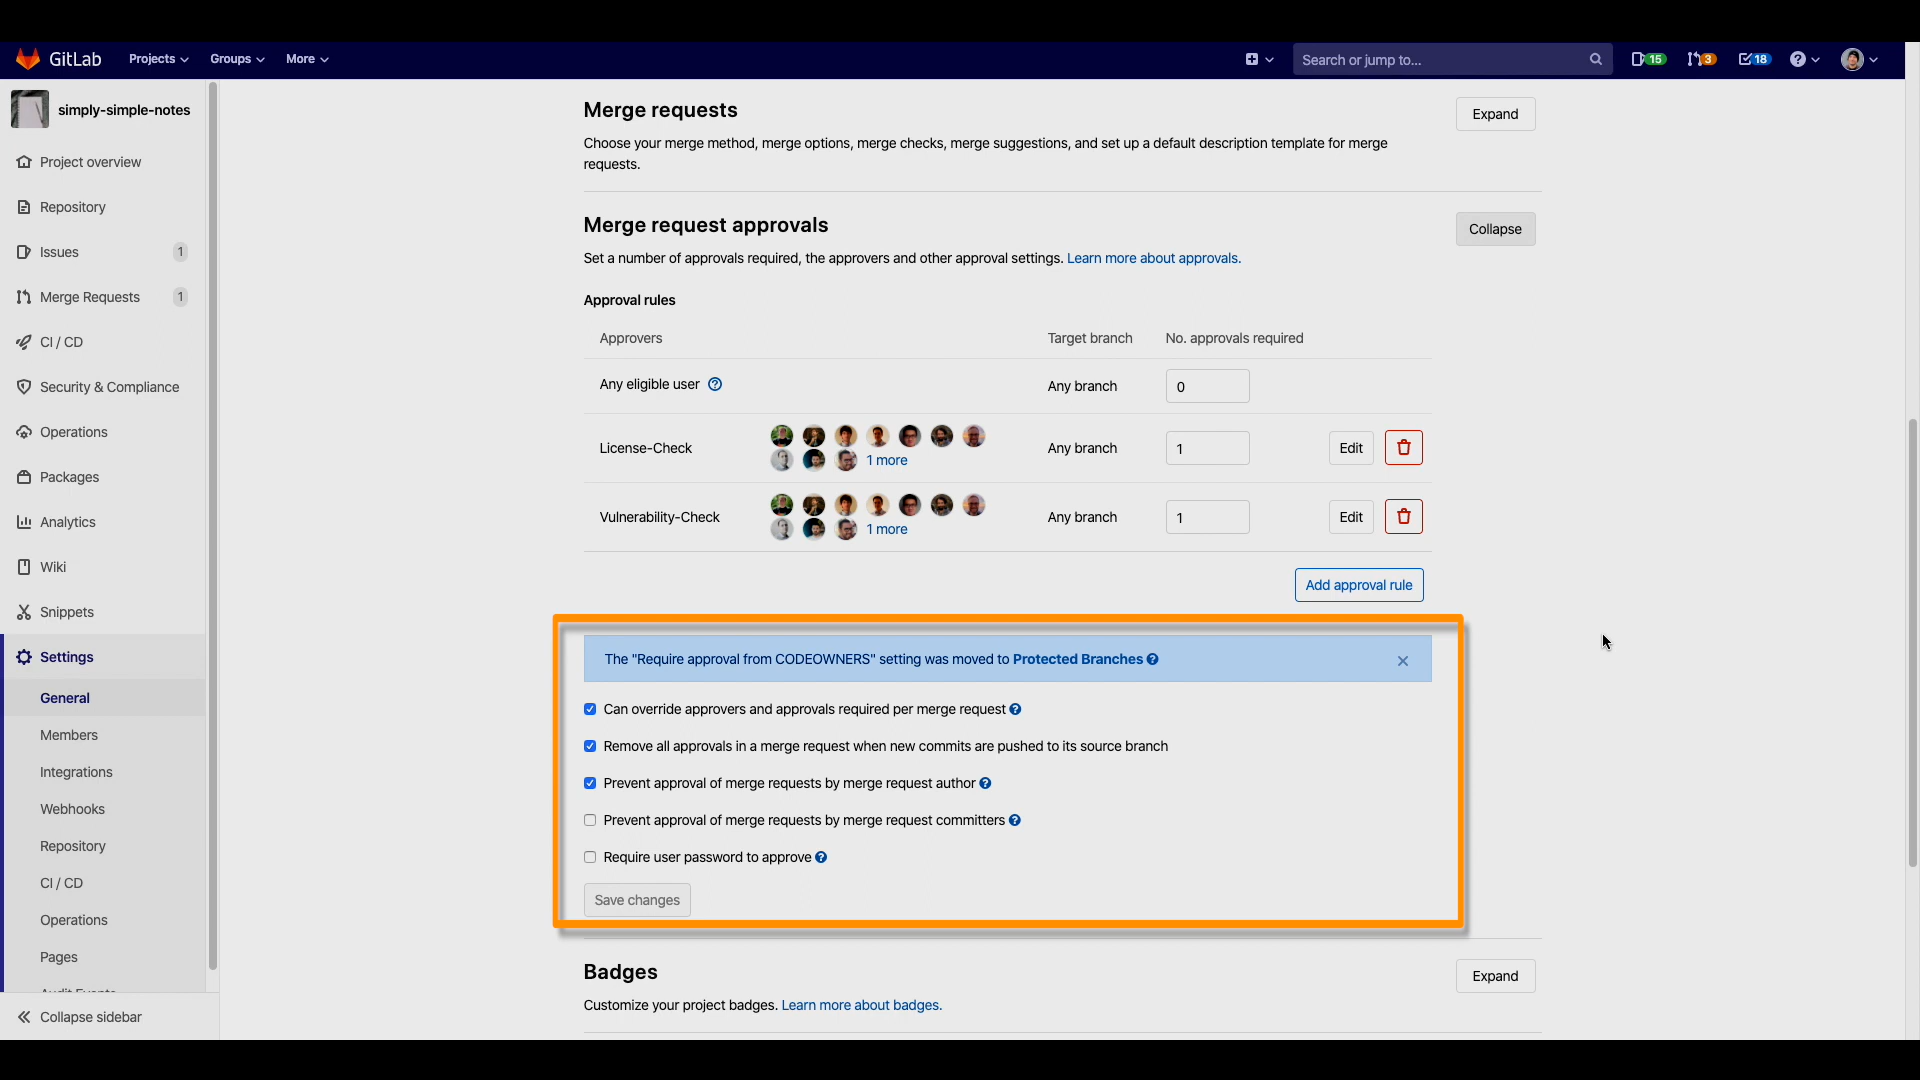 GitLab Projects Groups More Search or jump to... 15 3 18
simply-simple-notes
Project overview
Repository
Issues 1
Merge Requests 1
CI / CD
Security & Compliance
Operations
Packages
Analytics
Wiki
Snippets
Settings
General
Members
Integrations
Webhooks
Repository
CI / CD
Operations
Pages
Audit Events
Collapse sidebar
Merge requests
Expand
Choose your merge method, merge options, merge checks, merge suggestions, and set up a default description template for merge
requests.
Merge request approvals
Collapse
Set a number of approvals required, the approvers and other approval settings. Learn more about approvals.
Approval rules
Approvers Target branch No. approvals required
Any eligible user Any branch 0
License-Check 1 more Any branch 1 Edit
Vulnerability-Check 1 more Any branch 1 Edit
Add approval rule
The "Require approval from CODEOWNERS" setting was moved to Protected Branches
Can override approvers and approvals required per merge request
Remove all approvals in a merge request when new commits are pushed to its source branch
Prevent approval of merge requests by merge request author
Prevent approval of merge requests by merge request committers
Require user password to approve
Save changes
Badges
Expand
Customize your project badges. Learn more about badges.